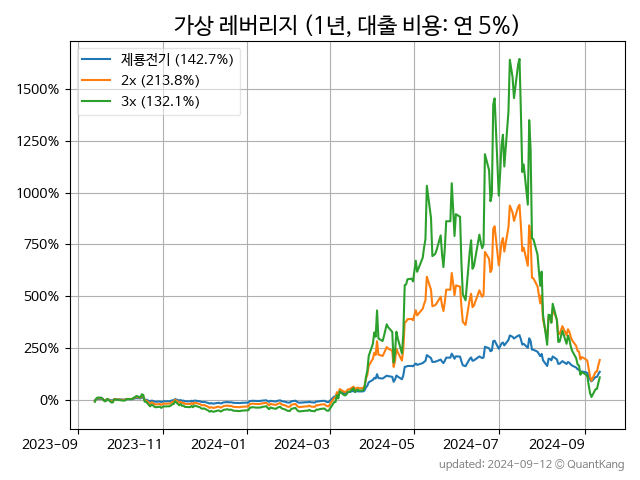 가상 레버리지 (1년, 대출 비용: 연 5%)
제룡전기 (142.7%)
2x (213.8%)
3x (132.1%)
1500%
1250%
1000%
750%
500%
250%
0%
2023-09 2023-11 2024-01 2024-03 2024-05 2024-07 2024-09
updated: 2024-09-12 © QuantKang